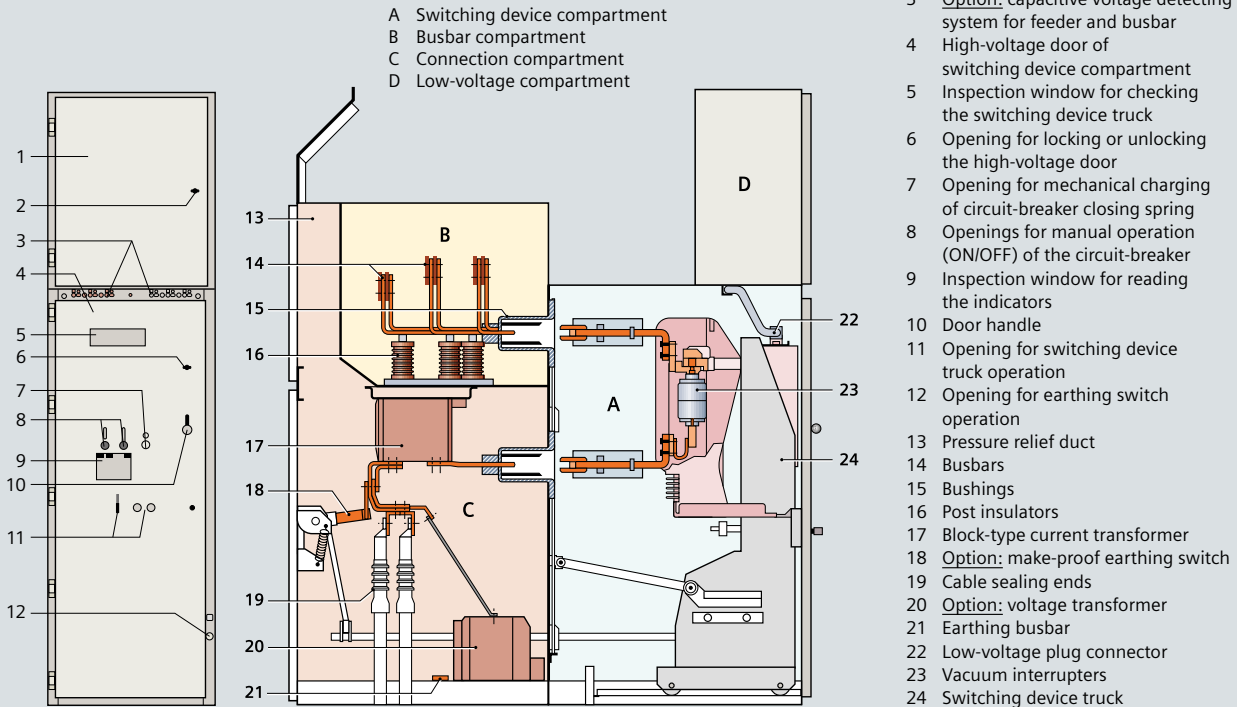 A Switching device compartment
B Busbar compartment
C Connection compartment
D Low-voltage compartment
1
2
3
4
5
6
7
8
9
10
11
12
13
14
15
16
17
18
19
20
21
B
C
A
D
22
23
24
3 Option: capacitive voltage detecting
system for feeder and busbar
4 High-voltage door of
switching device compartment
5 Inspection window for checking
the switching device truck
6 Opening for locking or unlocking
the high-voltage door
7 Opening for mechanical charging
of circuit-breaker closing spring
8 Openings for manual operation
(ON/OFF) of the circuit-breaker
9 Inspection window for reading
the indicators
10 Door handle
11 Opening for switching device
truck operation
12 Opening for earthing switch
operation
13 Pressure relief duct
14 Busbars
15 Bushings
16 Post insulators
17 Block-type current transformer
18 Option: make-proof earthing switch
19 Cable sealing ends
20 Option: voltage transformer
21 Earthing busbar
22 Low-voltage plug connector
23 Vacuum interrupters
24 Switching device truck